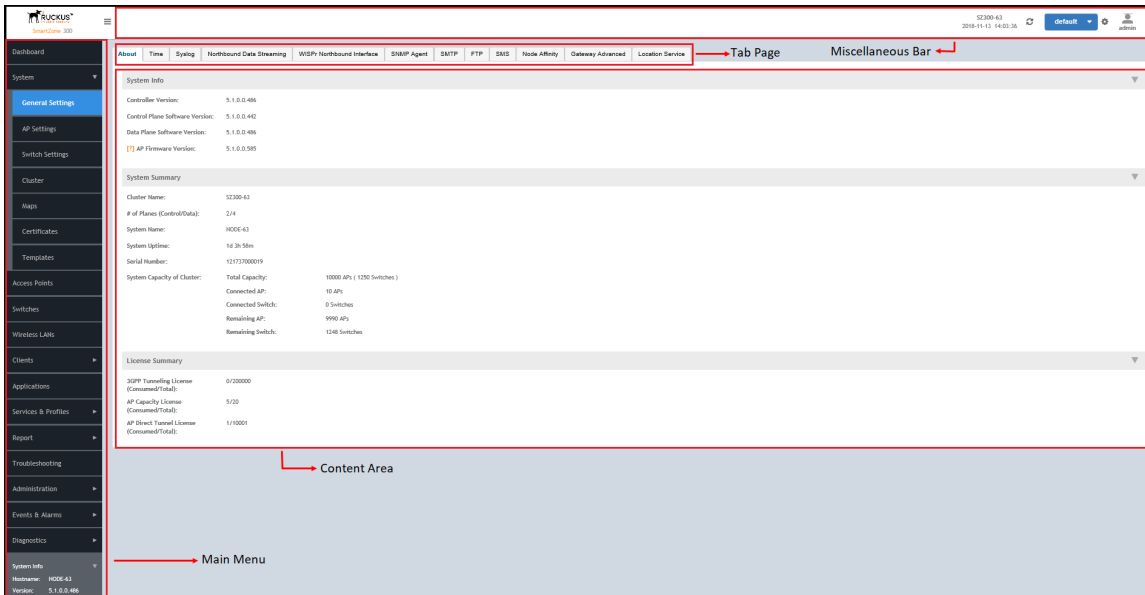 RUCKUS
SmartZone 300
SZ300-63
2018-11-13 14:03:36
default
admin
Dashboard
System
General Settings
AP Settings
Switch Settings
Cluster
Maps
Certificates
Templates
Access Points
Switches
Wireless LANs
Clients
Applications
Services & Profiles
Report
Troubleshooting
Administration
Events & Alarms
Diagnostics
System Info
Hostname: NODE-63
Version: 5.1.0.0.486
About Time Syslog Northbound Data Streaming WISPr Northbound Interface SNMP Agent SMTP FTP SMS Node Affinity Gateway Advanced Location Service
Tab Page
Miscellaneous Bar
System Info
Controller Version: 5.1.0.0.486
Control Plane Software Version: 5.1.0.0.442
Data Plane Software Version: 5.1.0.0.486
[?] AP Firmware Version: 5.1.0.0.585
System Summary
Cluster Name: SZ300-63
# of Planes (Control/Data): 2/4
System Name: NODE-63
System Uptime: 1d 3h 58m
Serial Number: 121737000019
System Capacity of Cluster: Total Capacity: 10000 APs ( 1250 Switches )
Connected AP: 10 APs
Connected Switch: 0 Switches
Remaining AP: 9990 APs
Remaining Switch: 1248 Switches
License Summary
3GPP Tunneling License 0/200000
(Consumed/Total):
AP Capacity License 5/20
(Consumed/Total):
AP Direct Tunnel License 1/10001
(Consumed/Total):
Content Area
Main Menu